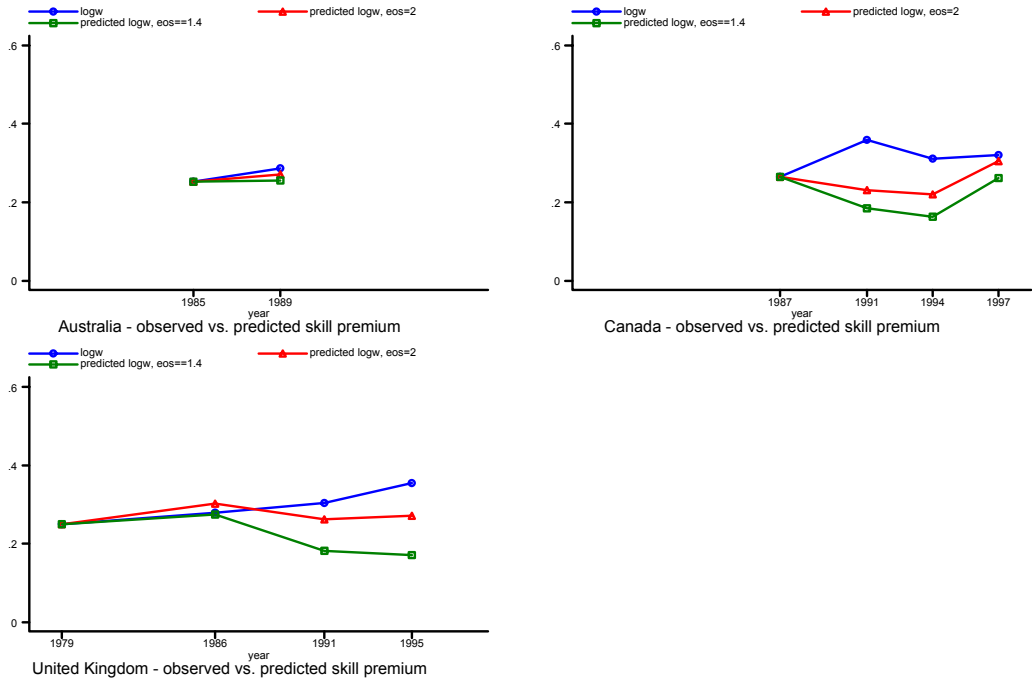 logw
predicted logw, eos=2
predicted logw, eos==1.4
.6
.4
.2
0
1985 1989
year
Australia - observed vs. predicted skill premium
logw
predicted logw, eos=2
predicted logw, eos==1.4
.6
.4
.2
0
1987 1991 1994 1997
year
Canada - observed vs. predicted skill premium
logw
predicted logw, eos=2
predicted logw, eos==1.4
.6
.4
.2
0
1979 1986 1991 1995
year
United Kingdom - observed vs. predicted skill premium